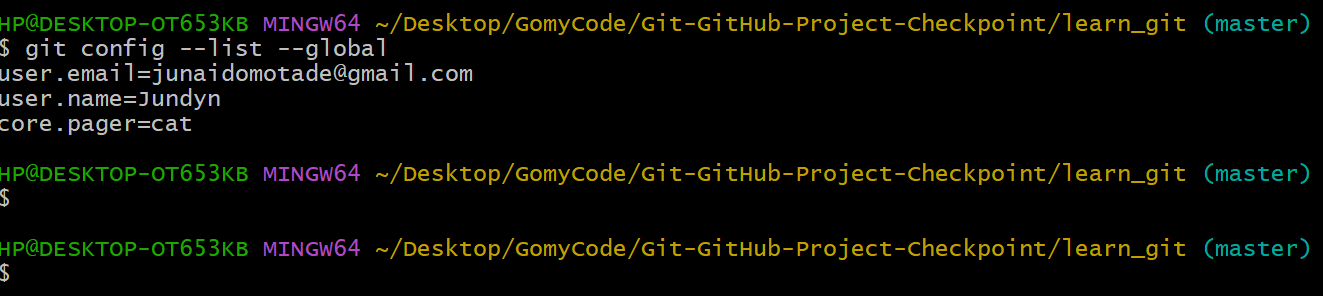 HP@DESKTOP-OT653KB MINGW64 ~/Desktop/GomyCode/Git-GitHub-Project-Checkpoint/learn_git (master)
$ git config --list --global
user.email=junaidomotade@gmail.com
user.name=Jundyn
core.pager=cat
HP@DESKTOP-OT653KB MINGW64 ~/Desktop/GomyCode/Git-GitHub-Project-Checkpoint/learn_git (master)
$
HP@DESKTOP-OT653KB MINGW64 ~/Desktop/GomyCode/Git-GitHub-Project-Checkpoint/learn_git (master)
$